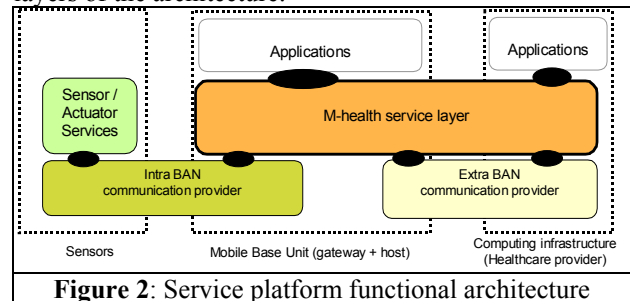 layers of the architecture.
Applications
Applications
Sensor /
Actuator
Services
M-health service layer
Intra BAN
communication provider
Extra BAN
communication provider
Sensors
Mobile Base Unit (gateway + host)
Computing infrastructure
(Healthcare provider)
Figure 2: Service platform functional architecture